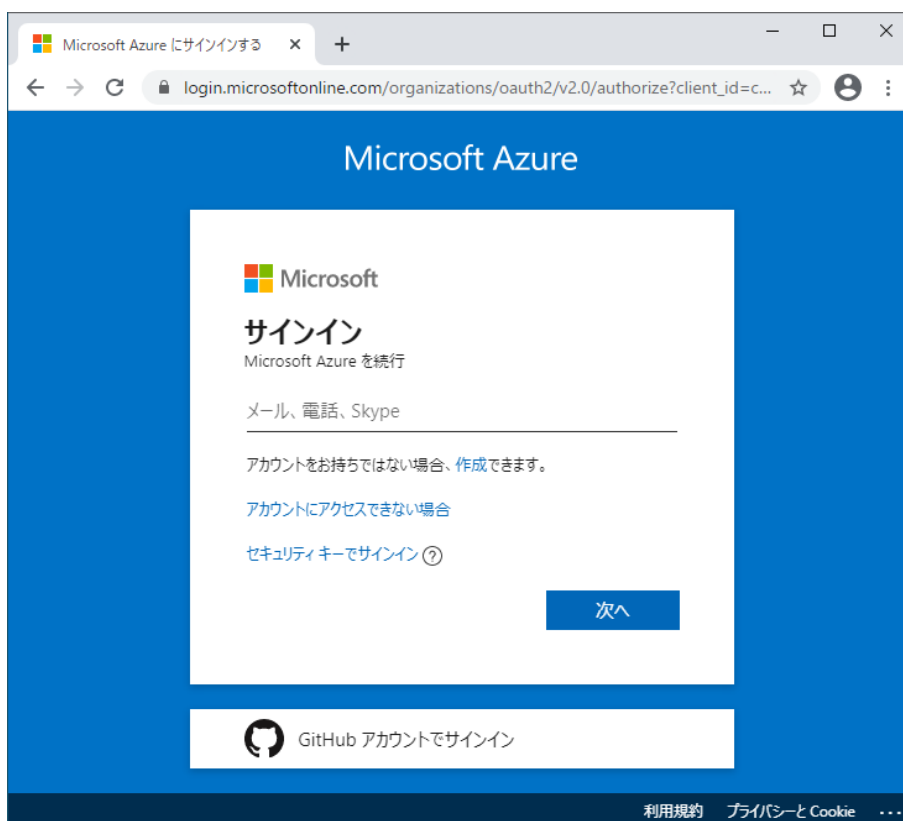 Microsoft Azure にサインインする
login.microsoftonline.com/organizations/oauth2/v2.0/authorize?client_id=c...
Microsoft Azure
Microsoft
サインイン
Microsoft Azure を続行
メール、電話、Skype
アカウントをお持ちではない場合、作成できます。
アカウントにアクセスできない場合
セキュリティ キーでサインイン ?
次へ
GitHub アカウントでサインイン
利用規約 プライバシーと Cookie ...